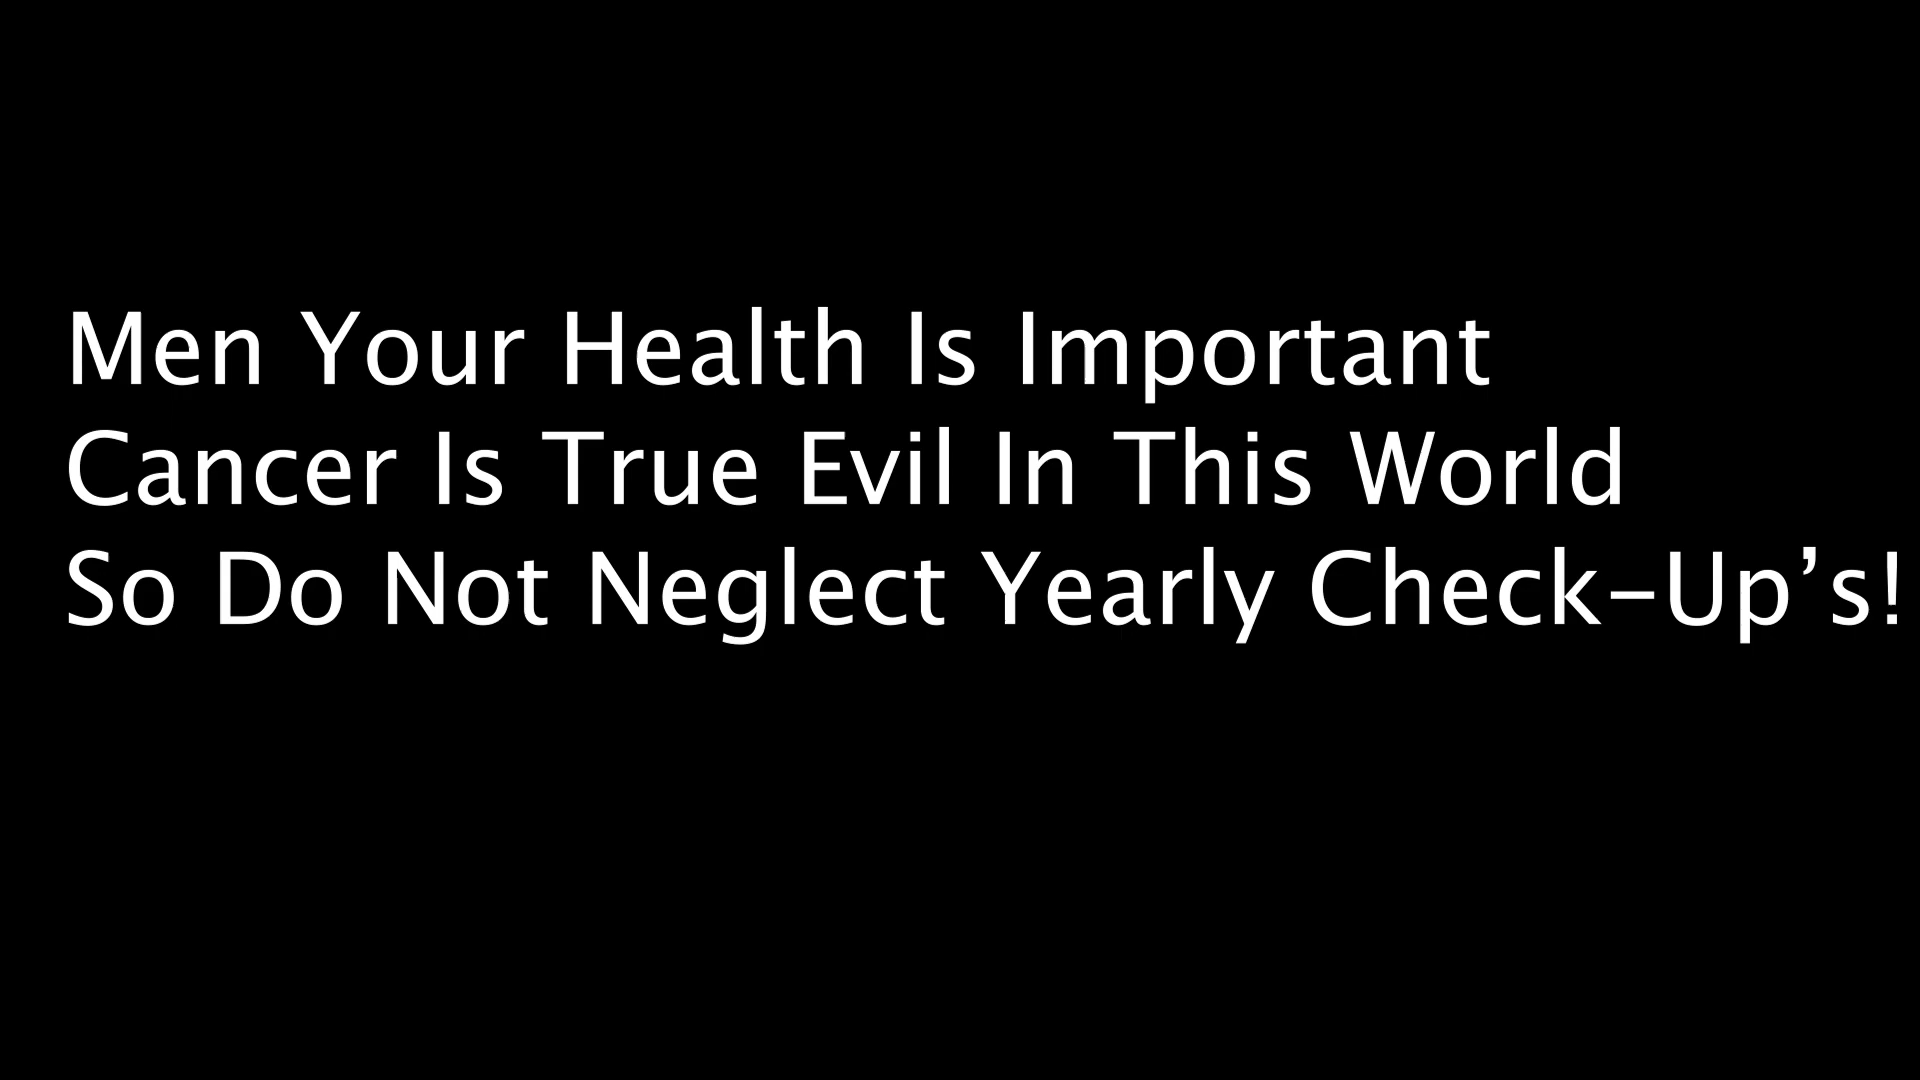 Men Your Health Is Important
Cancer Is True Evil In This World
So Do Not Neglect Yearly Check-Up’s!